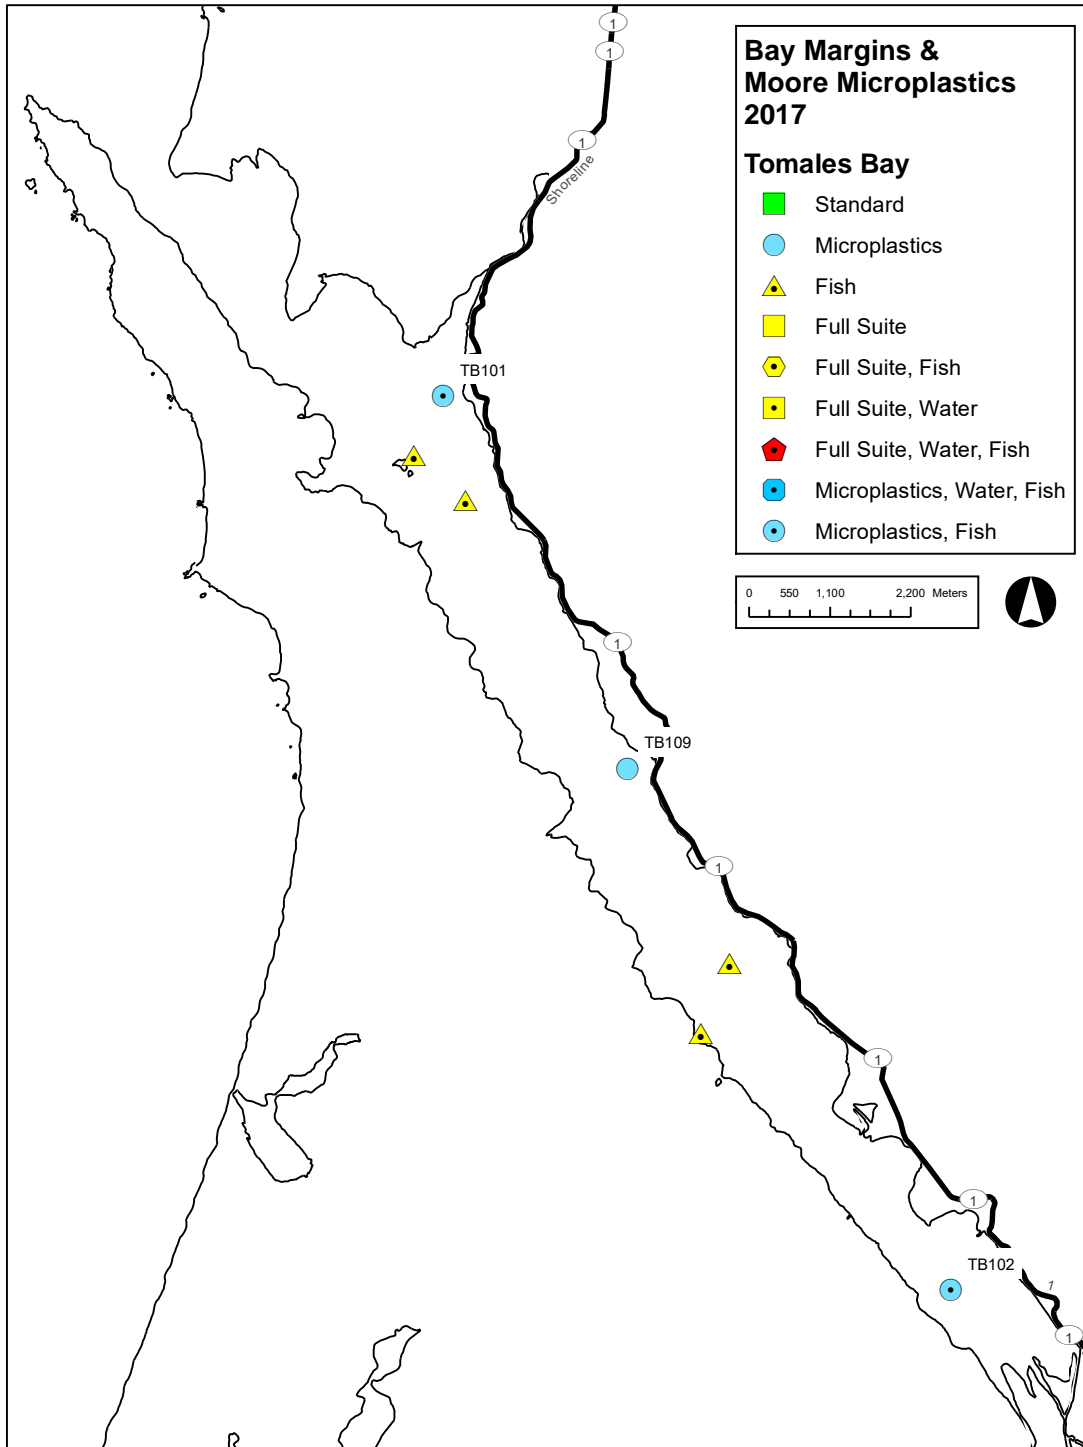 1
1
Bay Margins &
Moore Microplastics
2017
1
Shoreline
Tomales Bay
Standard
Microplastics
Fish
Full Suite
Full Suite, Fish
Full Suite, Water
Full Suite, Water, Fish
Microplastics, Water, Fish
Microplastics, Fish
TB101
0 550 1,100 2,200 Meters
1
TB109
1
1
1
TB102
1
1